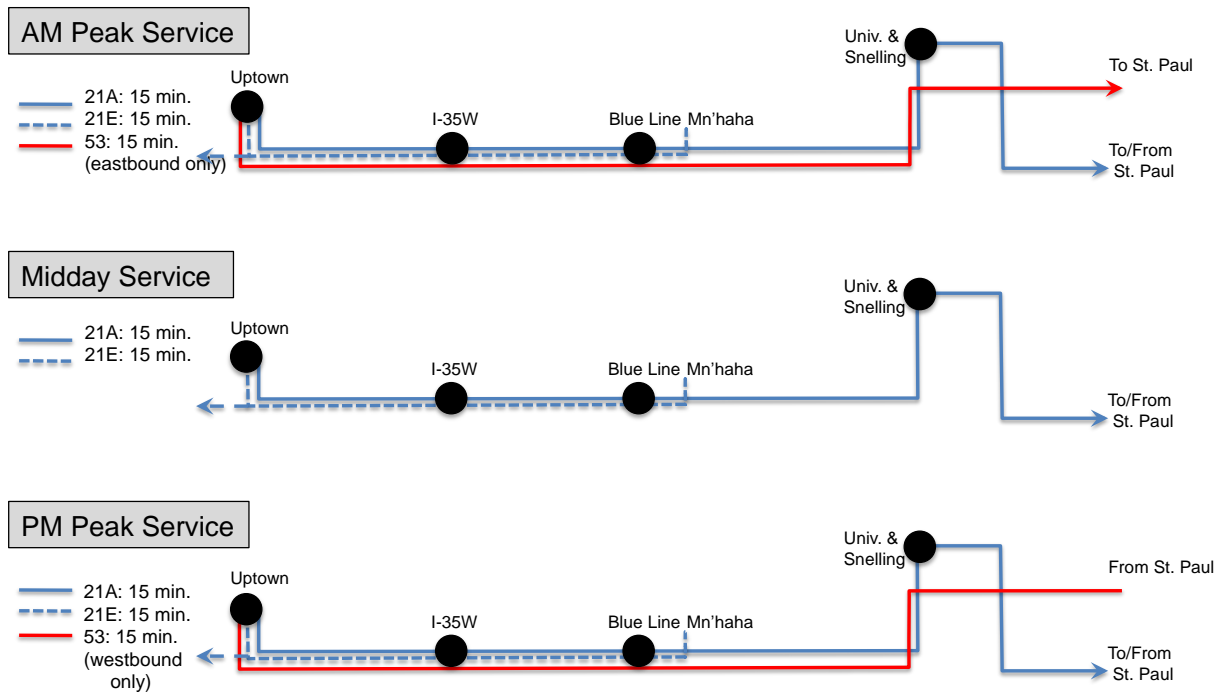 AM Peak Service
Univ. &
Snelling
To St. Paul
Uptown
21A: 15 min.
21E: 15 min.
53: 15 min.
(eastbound only)
I-35W
Blue Line Mn'haha
To/From
St. Paul
Midday Service
Univ. &
Snelling
21A: 15 min.
21E: 15 min.
Uptown
I-35W
Blue Line Mn'haha
To/From
St. Paul
PM Peak Service
Univ. &
Snelling
From St. Paul
Uptown
21A: 15 min.
21E: 15 min.
53: 15 min.
(westbound
only)
I-35W
Blue Line Mn'haha
To/From
St. Paul